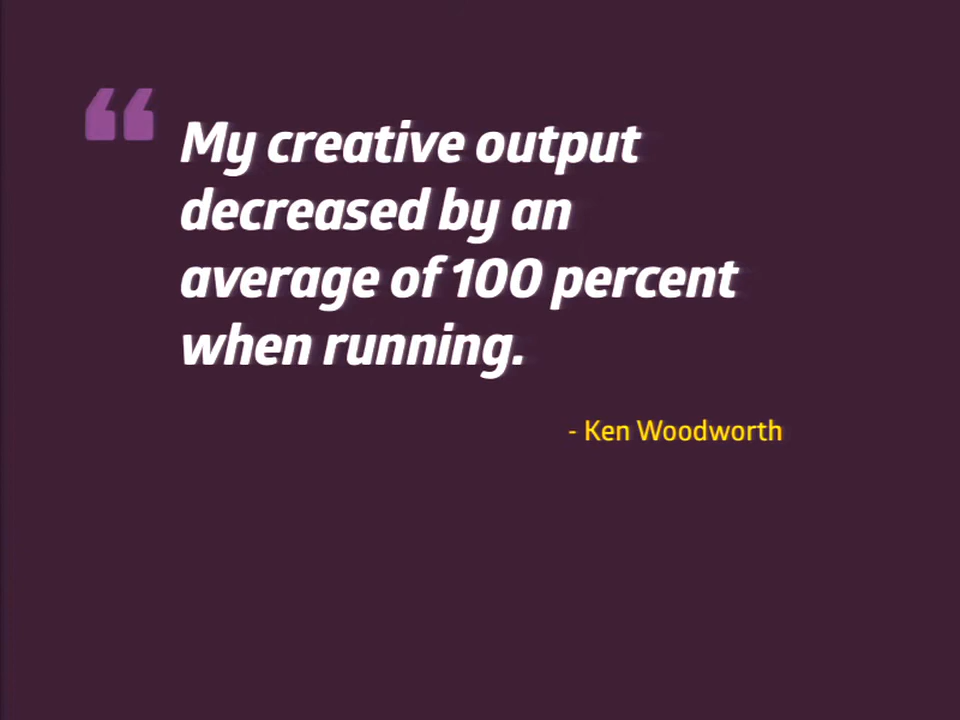 “
My creative output
decreased by an
average of 100 percent
when running.
- Ken Woodworth